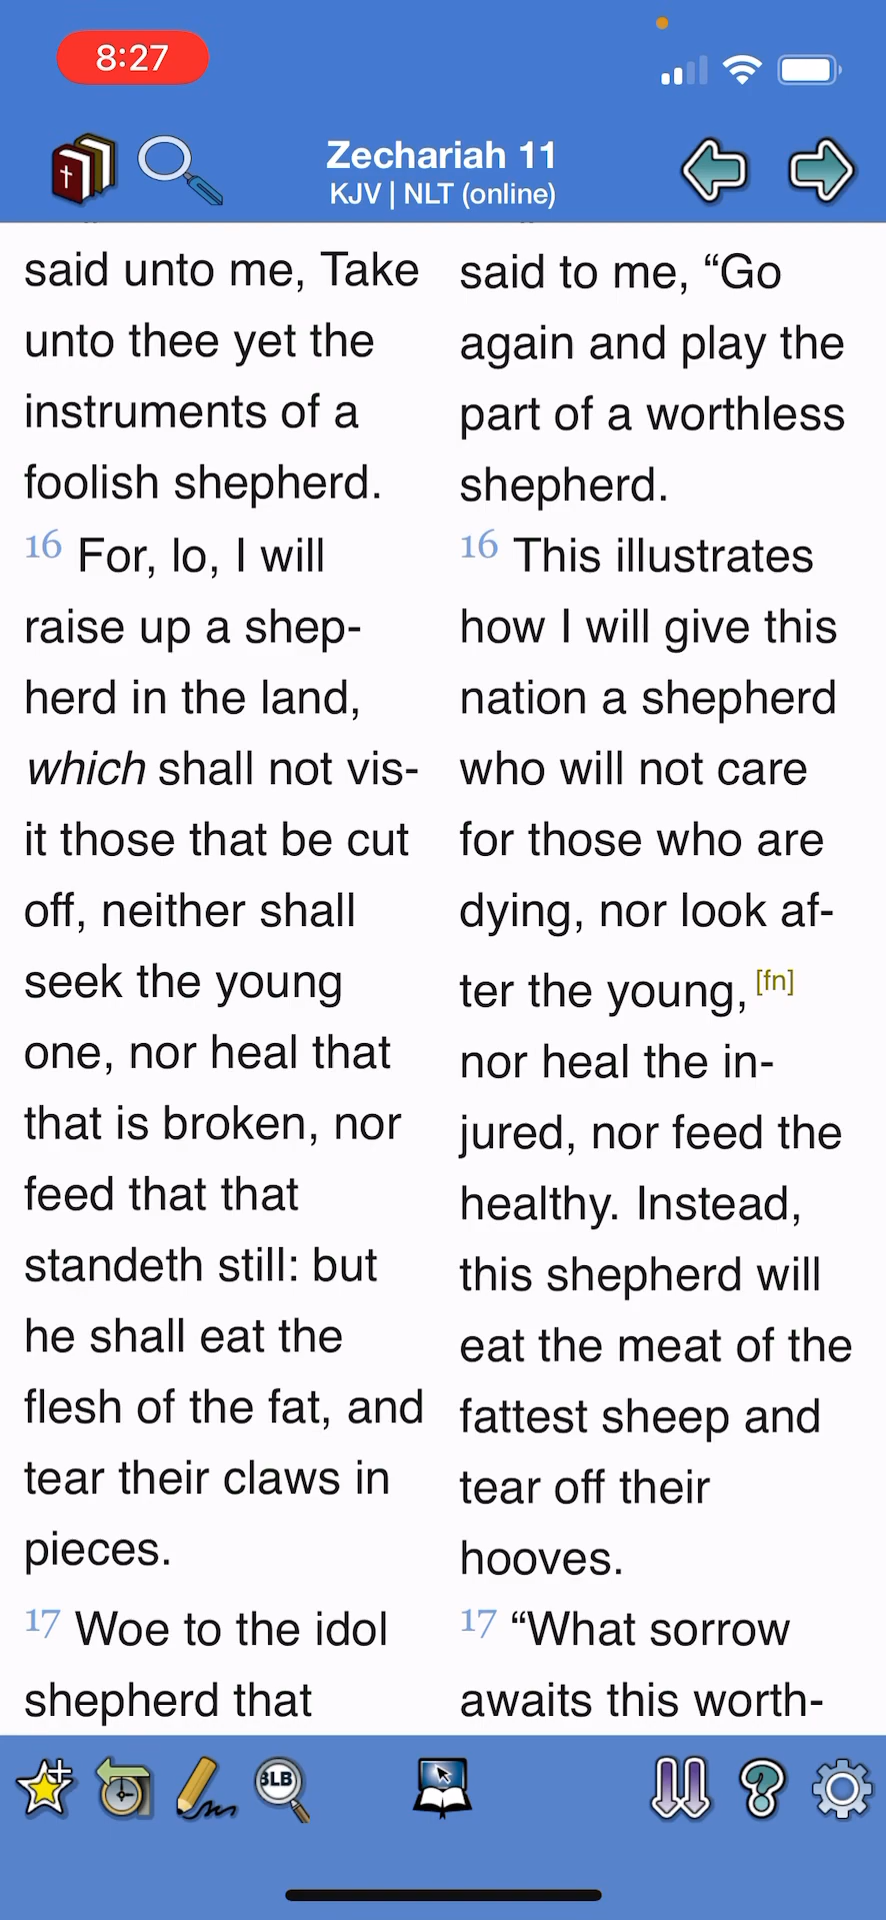 8:27
Zechariah 11
KJV | NLT (online)
said unto me, Take
unto thee yet the
instruments of a
foolish shepherd.
16 For, lo, I will
raise up a shep-
herd in the land,
which shall not vis-
it those that be cut
off, neither shall
seek the young
one, nor heal that
that is broken, nor
feed that that
standeth still: but
he shall eat the
flesh of the fat, and
tear their claws in
pieces.
17 Woe to the idol
shepherd that
said to me, “Go
again and play the
part of a worthless
shepherd.
16 This illustrates
how I will give this
nation a shepherd
who will not care
for those who are
dying, nor look af-
ter the young, [fn]
nor heal the in-
jured, nor feed the
healthy. Instead,
this shepherd will
eat the meat of the
fattest sheep and
tear off their
hooves.
17 “What sorrow
awaits this worth-
BLB